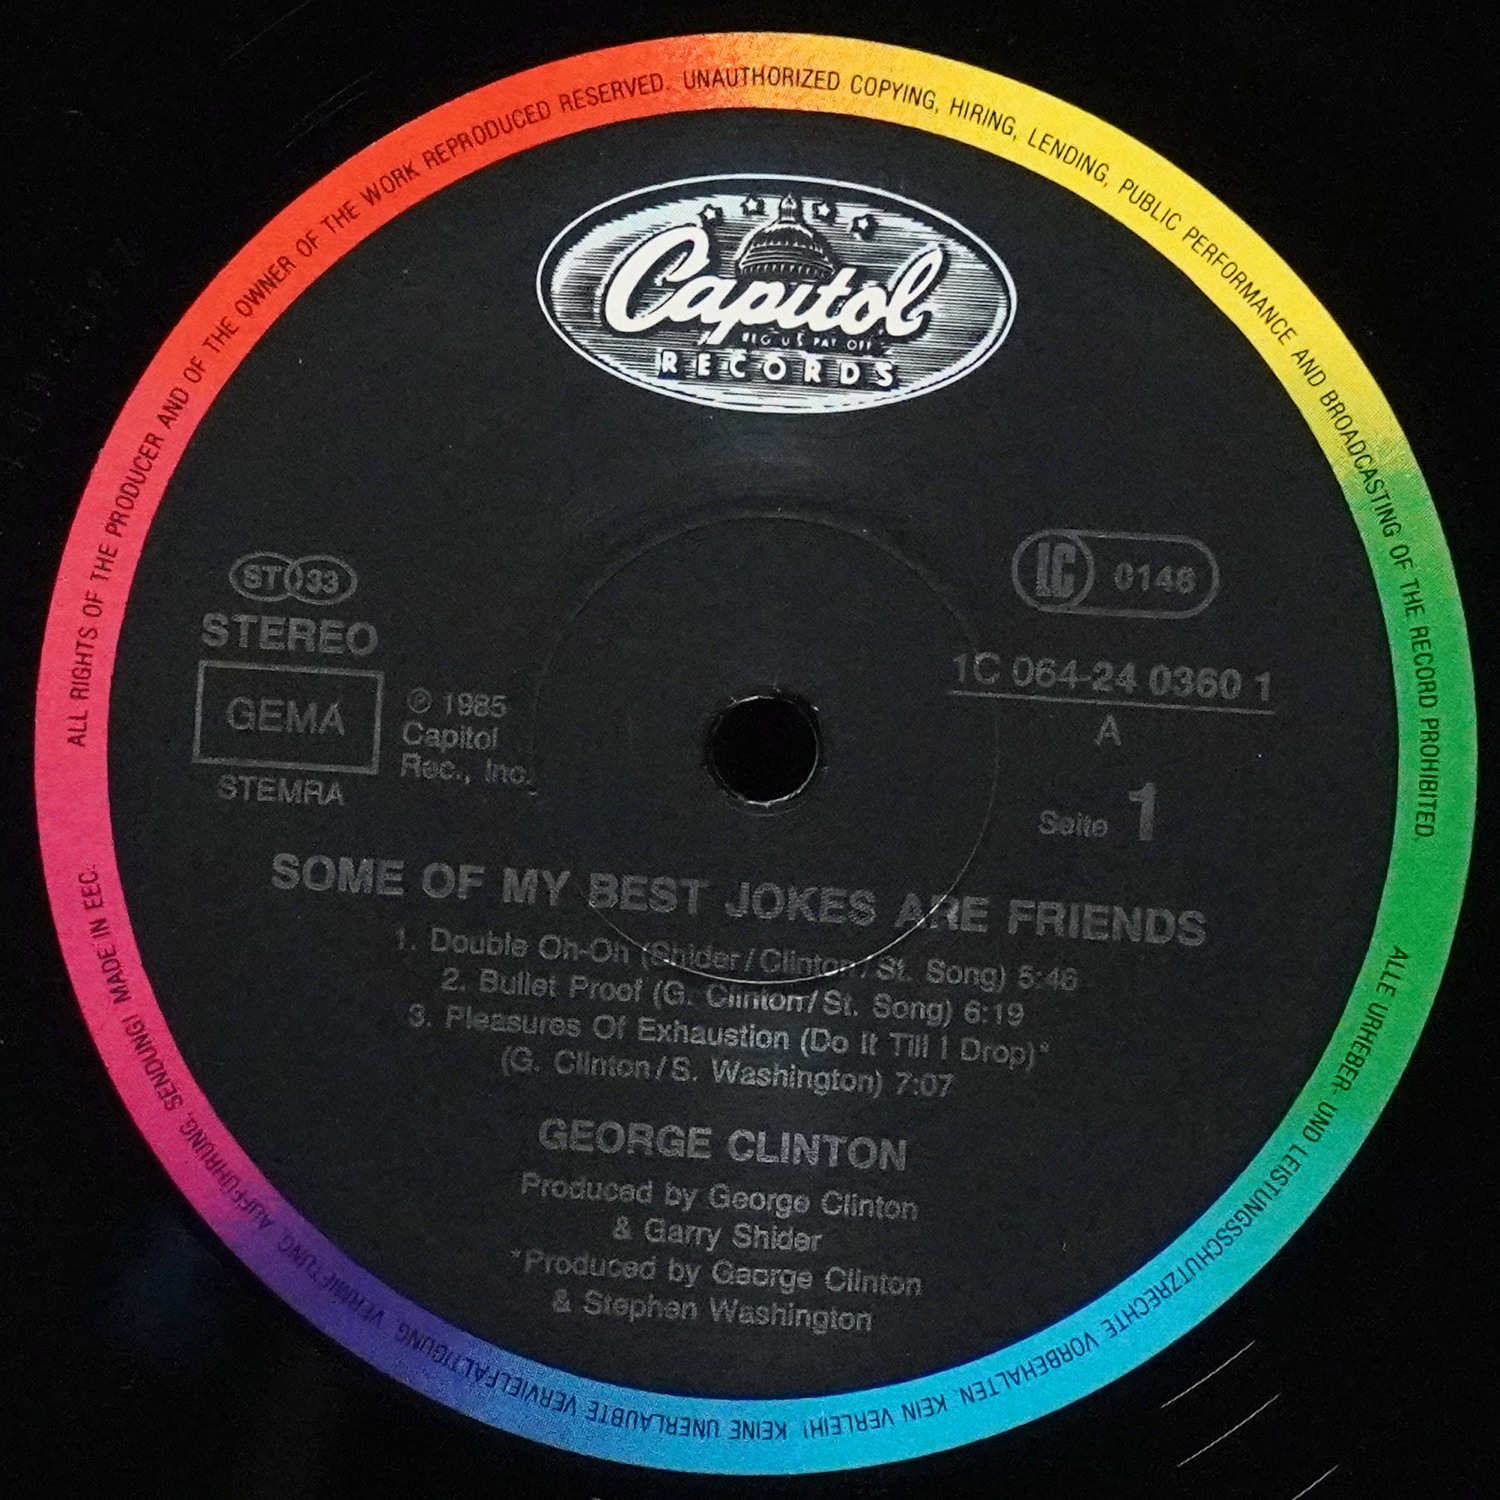 ALL RIGHTS OF THE PRODUCER AND OF THE OWNER OF THE WORK REPRODUCED RESERVED. UNAUTHORIZED COPYING, HIRING, LENDING, PUBLIC PERFORMANCE AND BROADCASTING OF THE RECORD PROHIBITED.
Capitol
REG U S PAT OFF
RECORDS
ST 33
STEREO
GEMA
STEMRA
℗ 1985
Capitol
Rec., Inc.
LC 0148
1C 064-24 0360 1
A
Seite 1
SOME OF MY BEST JOKES ARE FRIENDS
1. Double Oh-Oh (Shider/Clinton/St. Song) 5:46
2. Bullet Proof (G. Clinton/St. Song) 6:19
3. Pleasures Of Exhaustion (Do It Till I Drop)*
(G. Clinton/S. Washington) 7:07
GEORGE CLINTON
Produced by George Clinton
& Garry Shider
*Produced by George Clinton
& Stephen Washington
ALLE URHEBER- UND LEISTUNGSSCHUTZRECHTE VORBEHALTEN. KEIN VERLEIH! KEINE UNERLAUBTE VERVIELFÄLTIGUNG, VERMIETUNG, AUFFÜHRUNG, SENDUNG! MADE IN EEC.